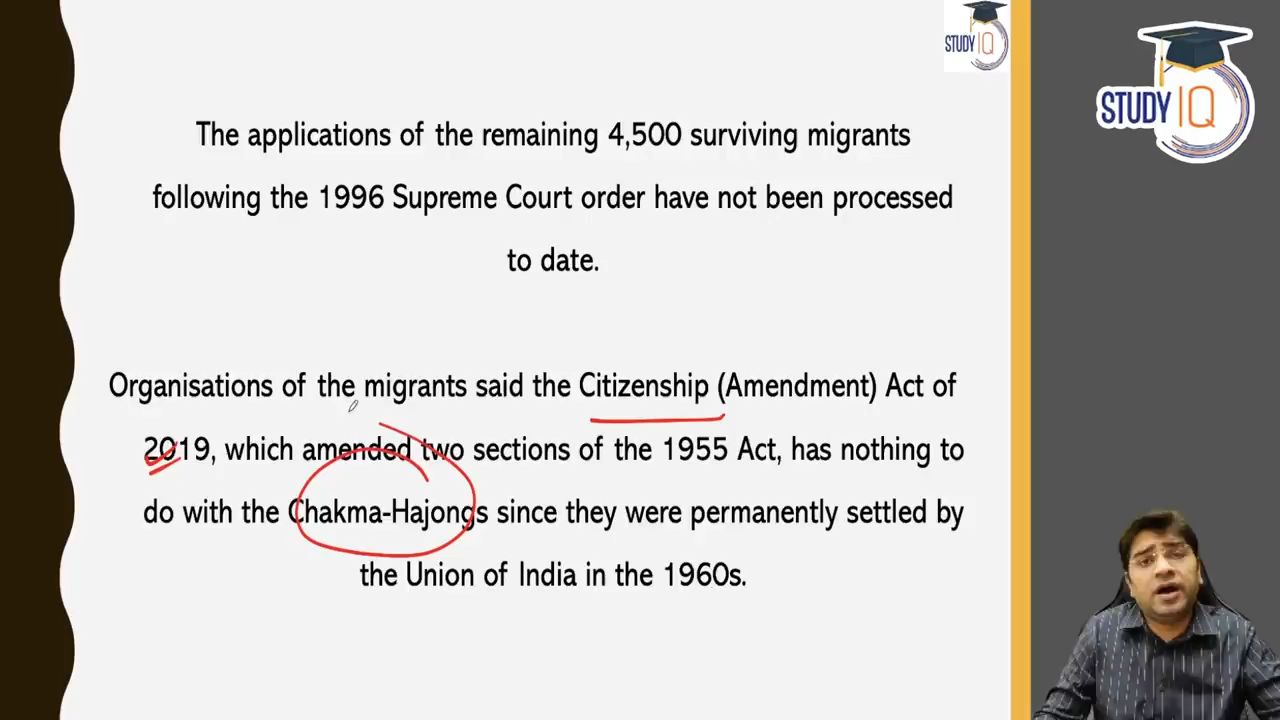 STUDY IQ
STUDY IQ
The applications of the remaining 4,500 surviving migrants
following the 1996 Supreme Court order have not been processed
to date.
Organisations of the migrants said the Citizenship (Amendment) Act of
2019, which amended two sections of the 1955 Act, has nothing to
do with the Chakma-Hajongs since they were permanently settled by
the Union of India in the 1960s.